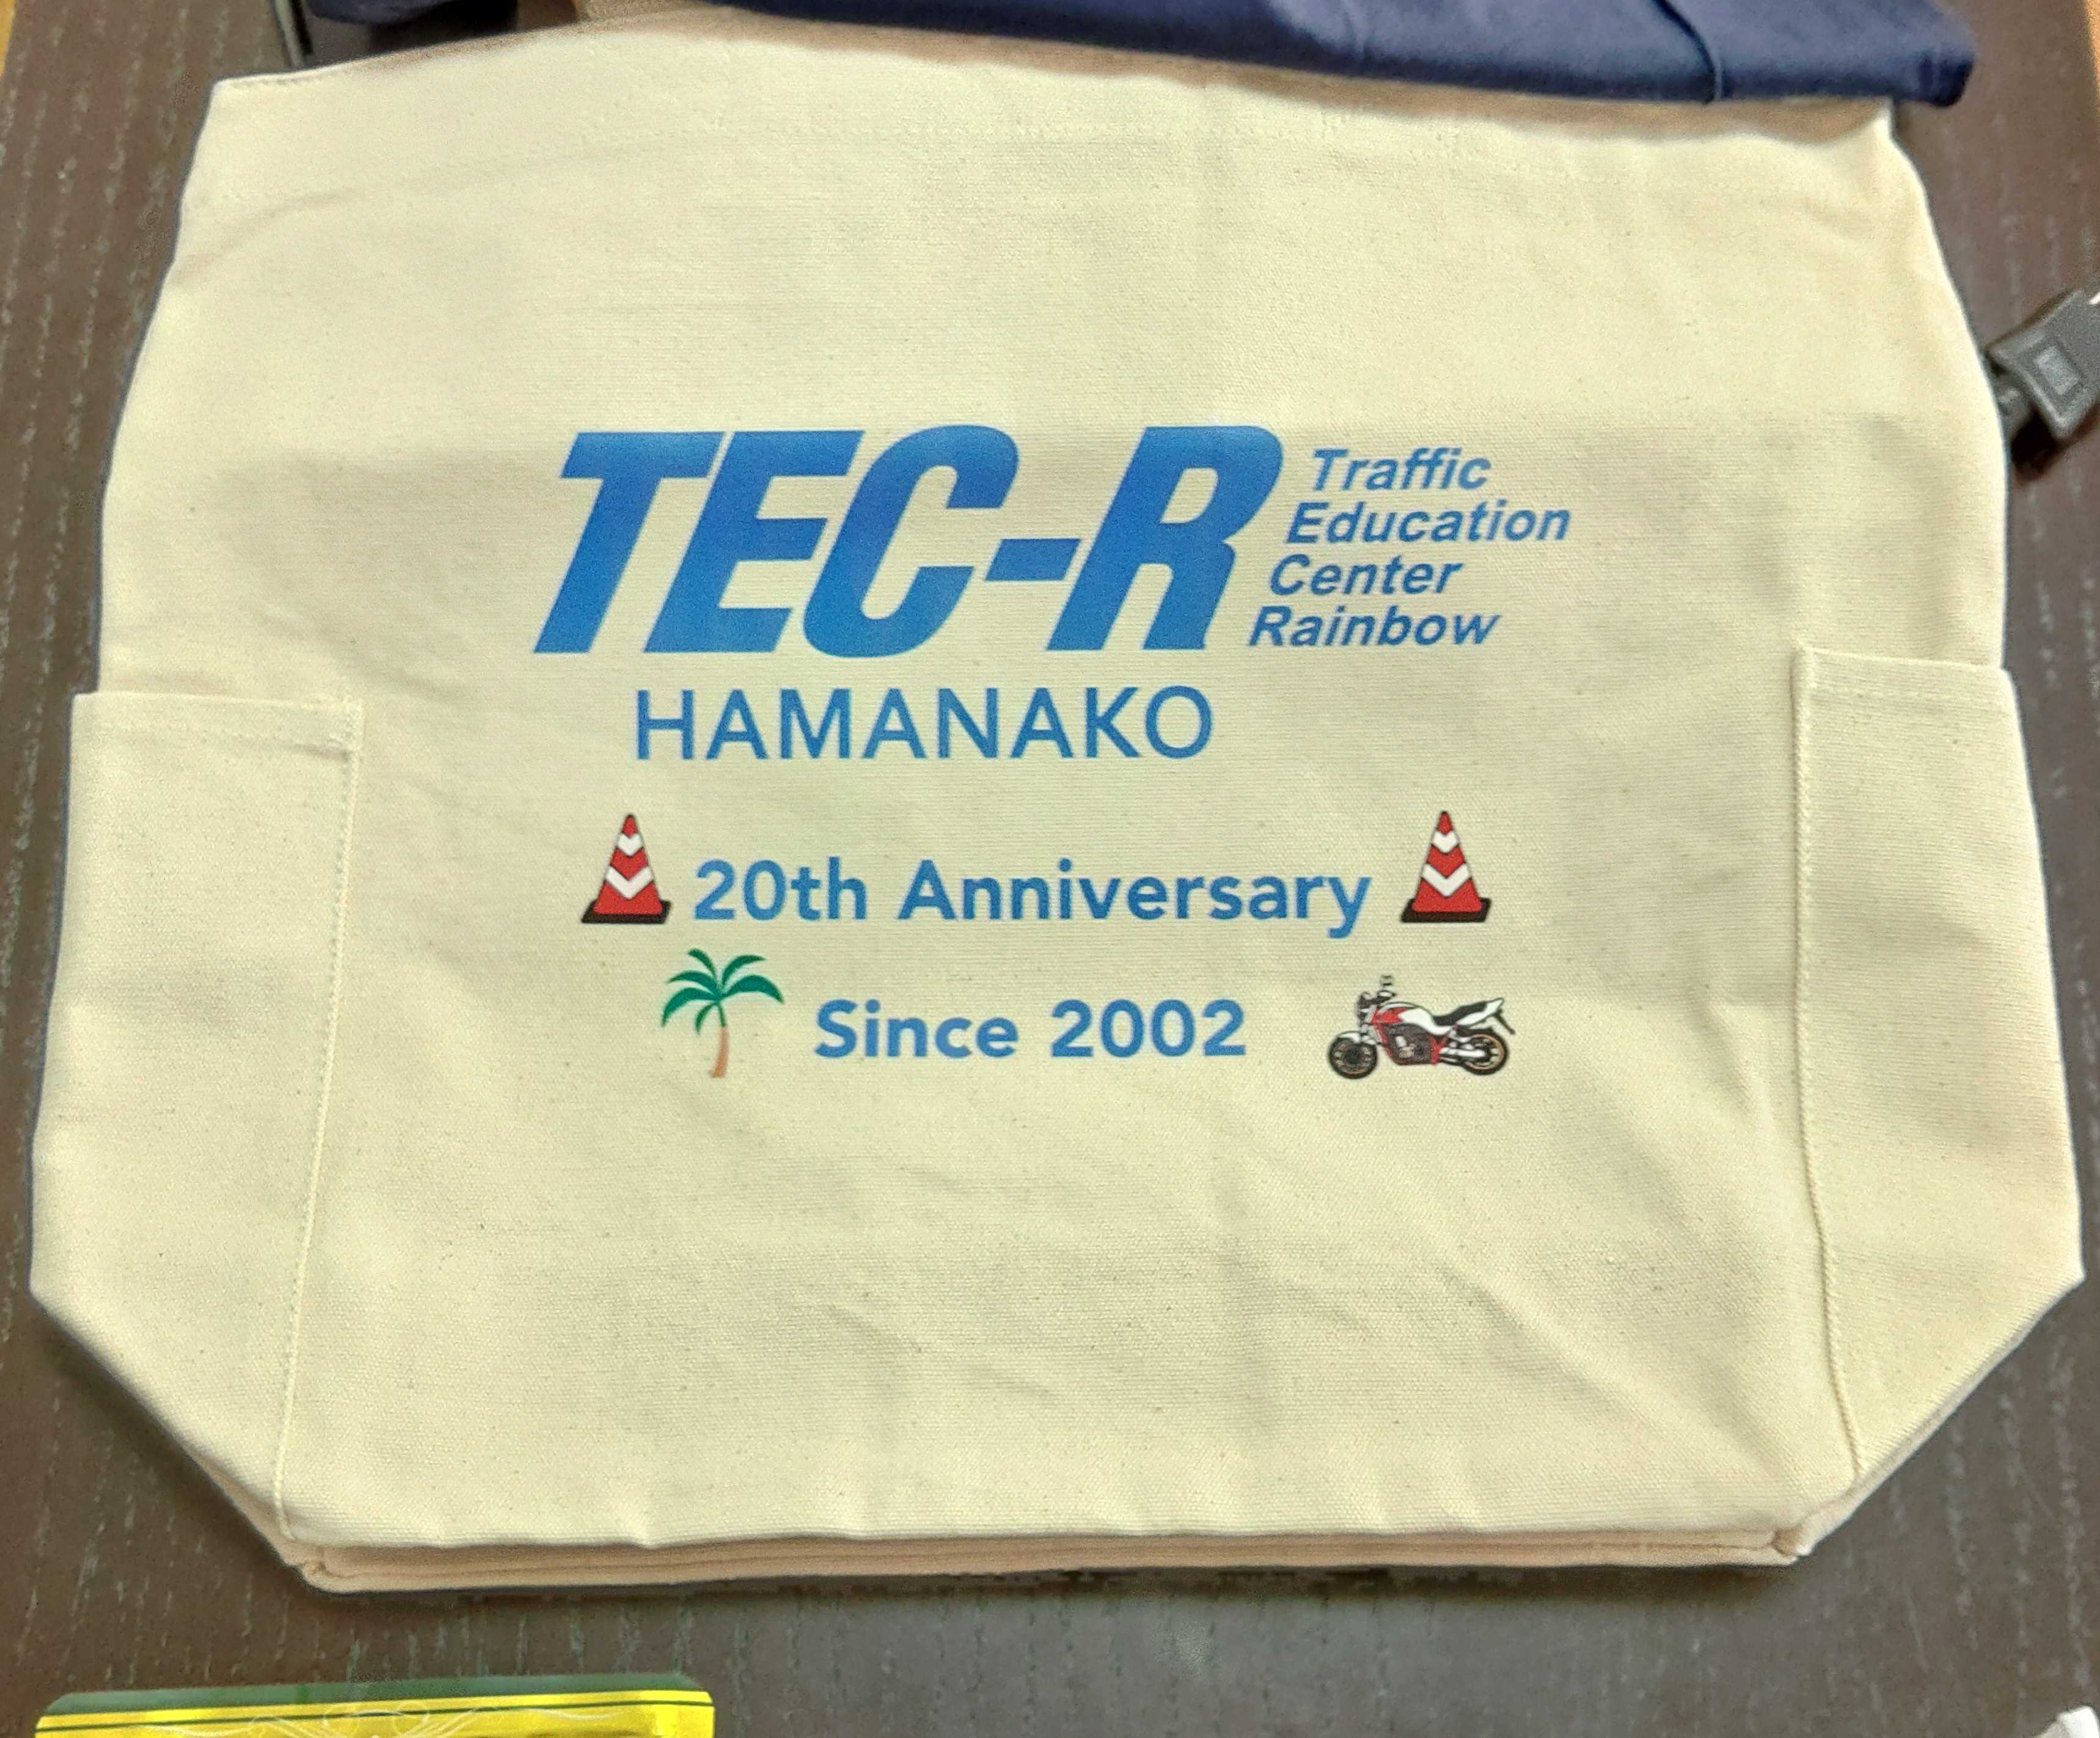 TEC-R
Traffic
Education
Center
Rainbow
HAMANAKO
20th Anniversary
Since 2002